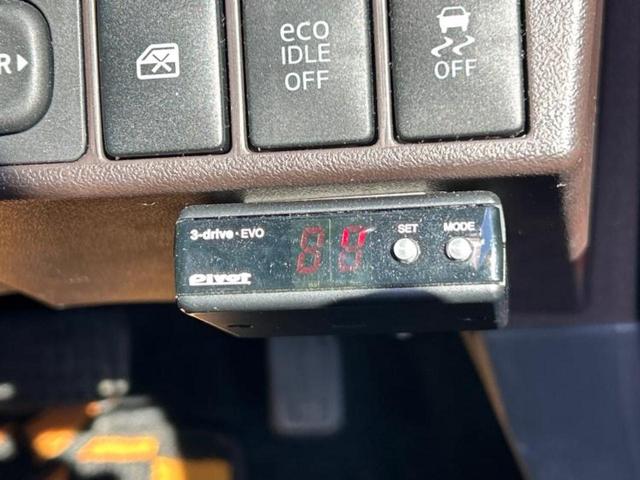 R
eco
IDLE
OFF
OFF
3-drive・EVO
SET
MODE
Pivot